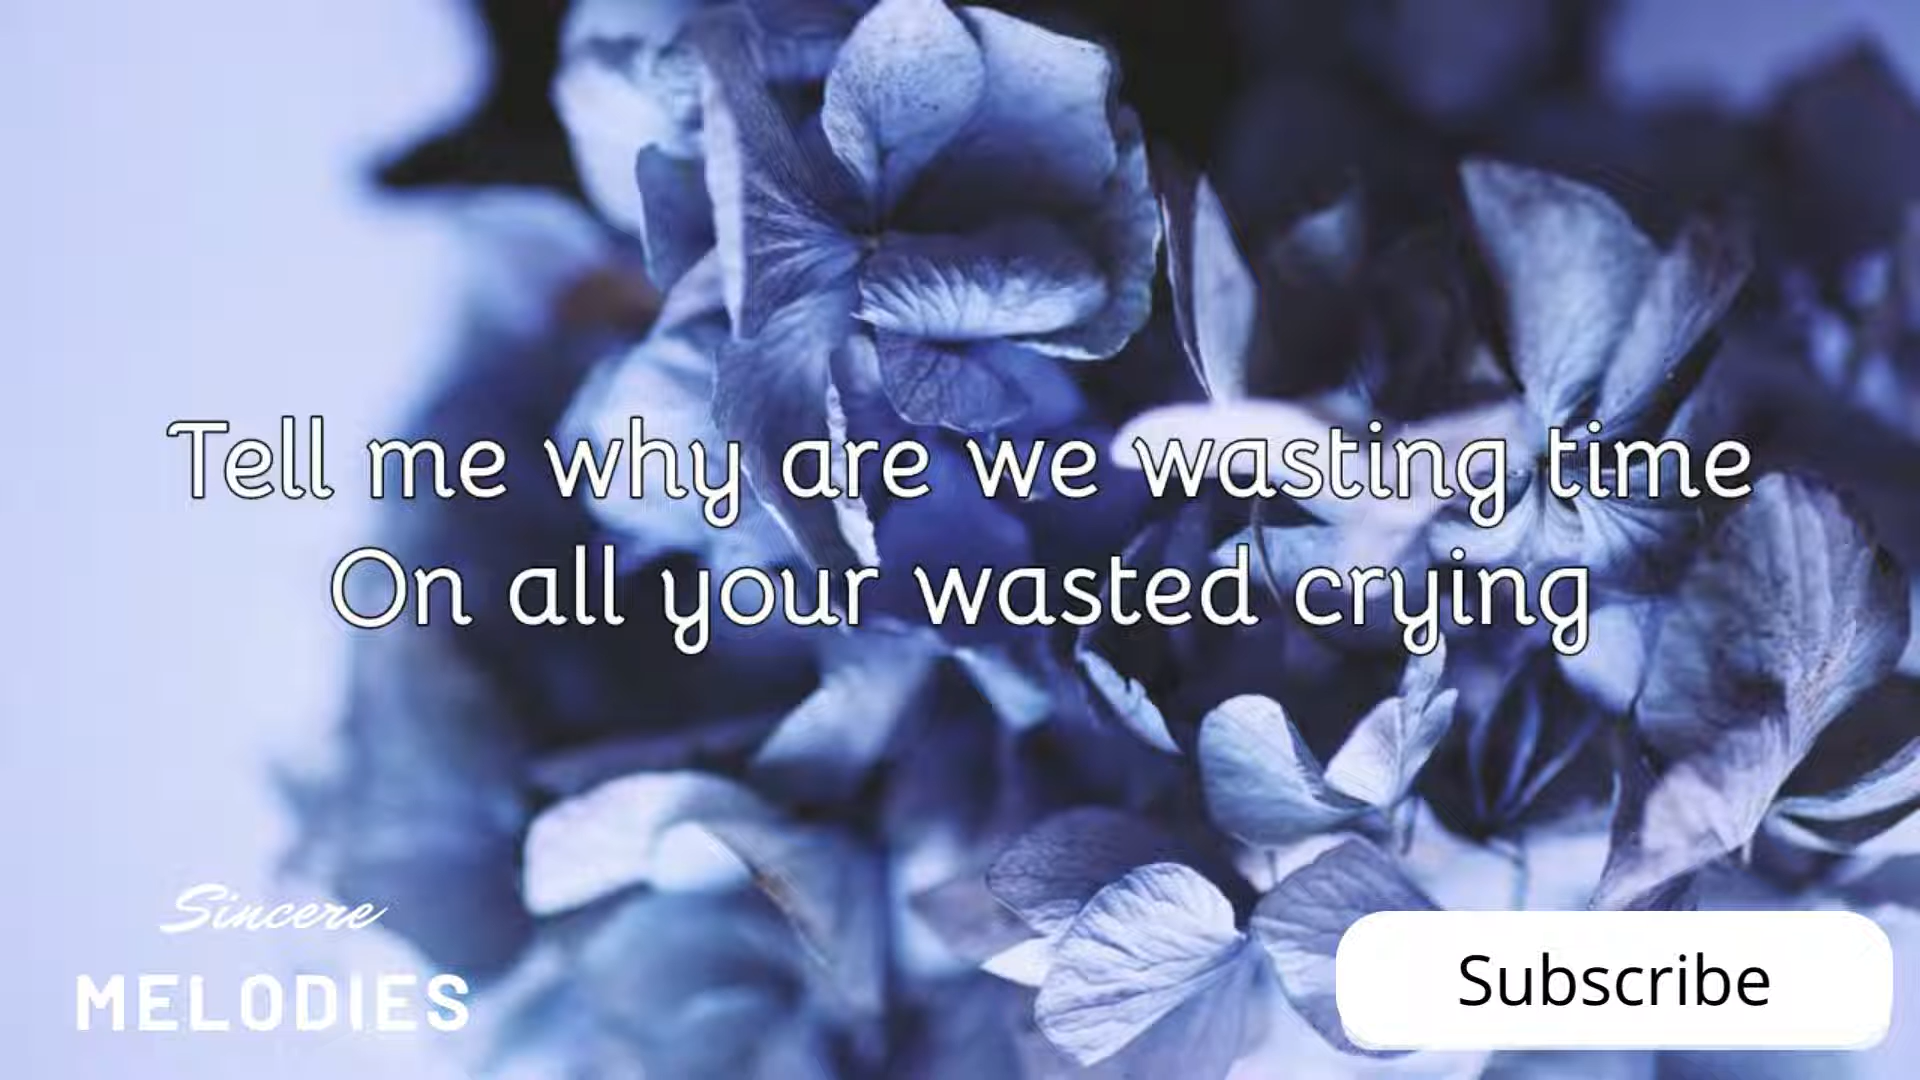 Tell me why are we wasting time
On all your wasted crying
Sincere
MELODIES
Subscribe